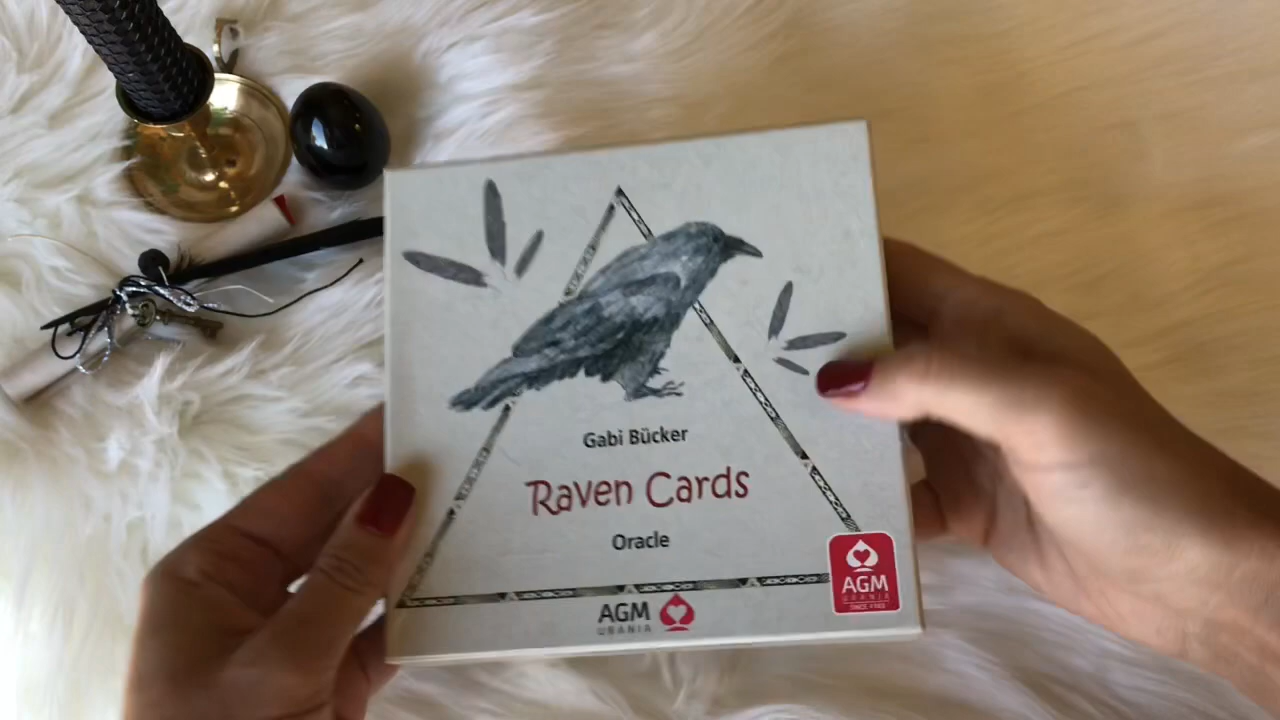 Gabi Bücker
Raven Cards
Oracle
AGM
URANIA
AGM
URANIA